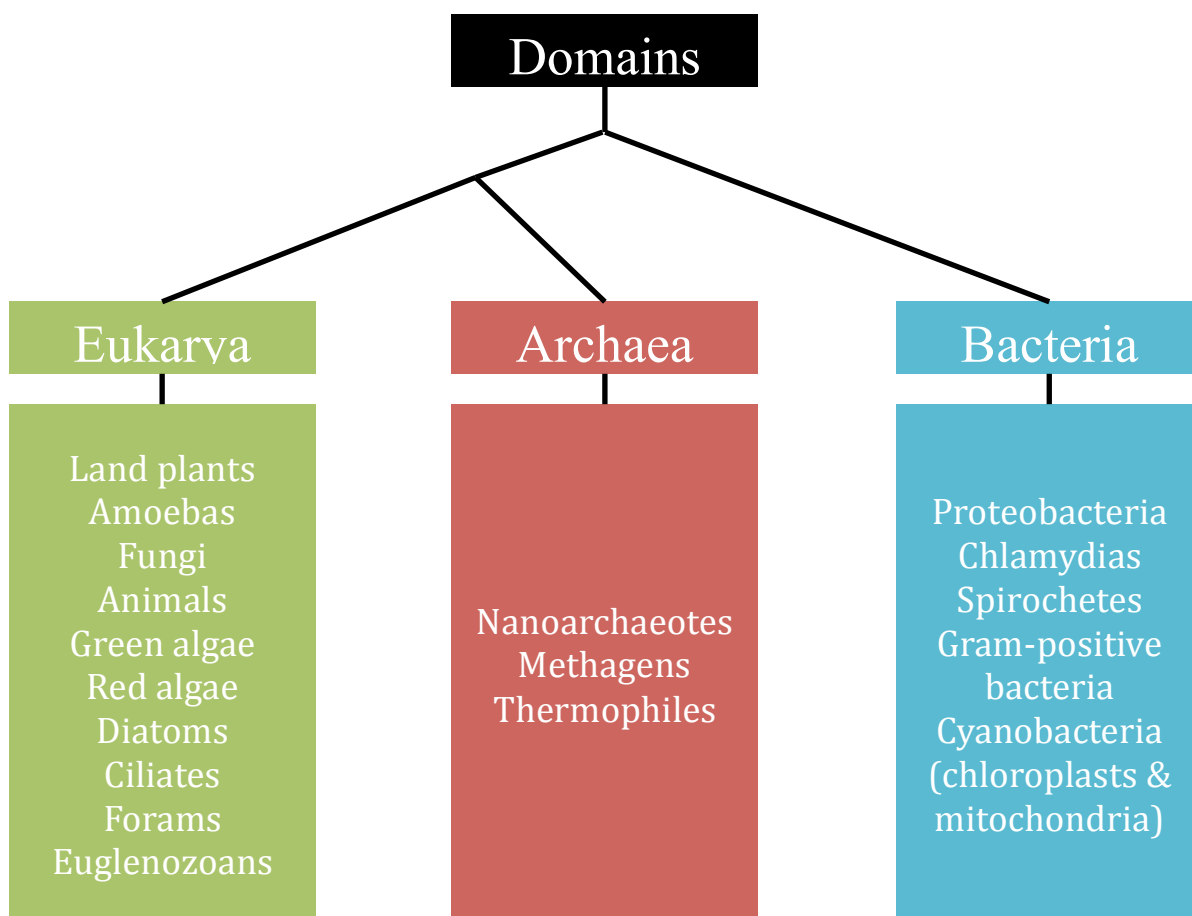 Domains
Eukarya
Archaea
Bacteria
Land plants
Amoebas
Fungi
Animals
Green algae
Red algae
Diatoms
Ciliates
Forams
Euglenozoans
Nanoarchaeotes
Methagens
Thermophiles
Proteobacteria
Chlamydias
Spirochetes
Gram-positive
bacteria
Cyanobacteria
(chloroplasts &
mitochondria)